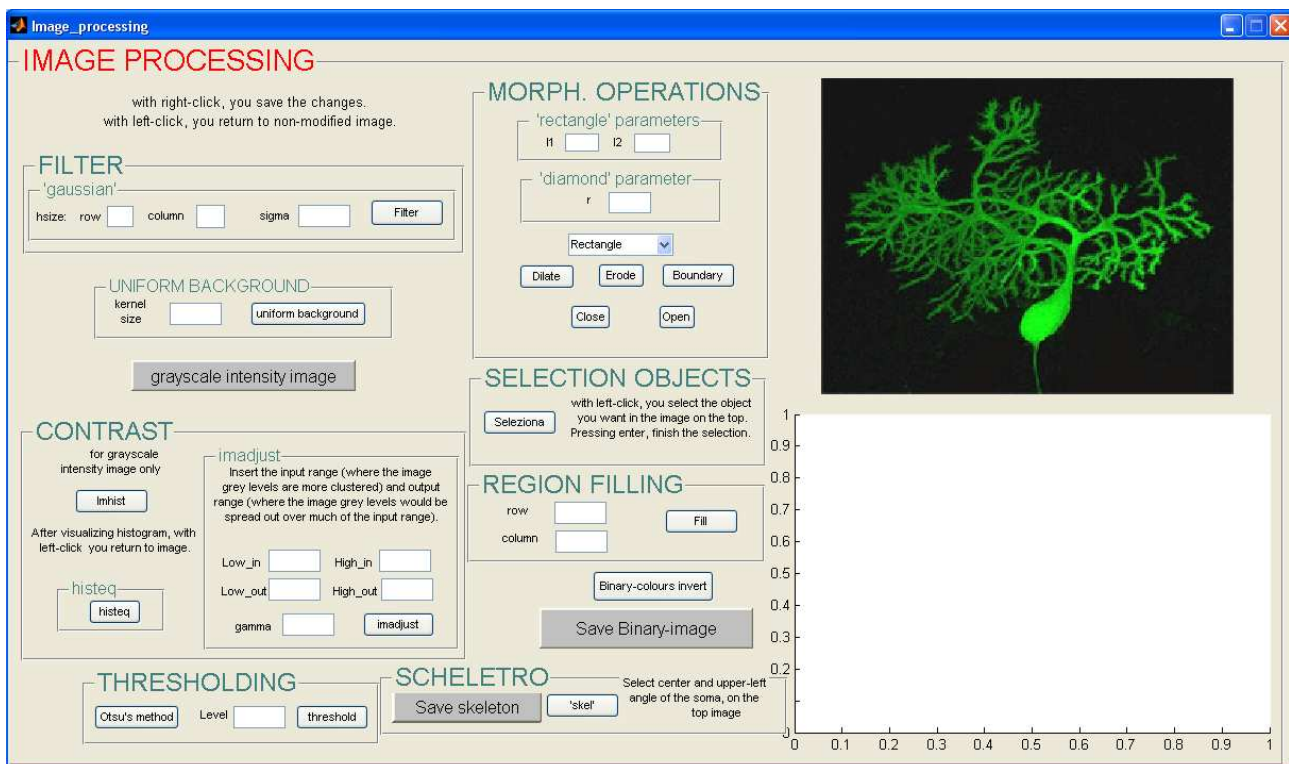 Image_processing
IMAGE PROCESSING
with right-click, you save the changes.
with left-click, you return to non-modified image.
FILTER
'gaussian'
hsize: row column sigma Filter
UNIFORM BACKGROUND
kernel
size
uniform background
grayscale intensity image
CONTRAST
for grayscale
intensity image only
Imhist
After visualizing histogram, with
left-click you return to image.
histeq
histeq
imadjust
Insert the input range (where the image
grey levels are more clustered) and output
range (where the image grey levels would be
spread out over much of the input range).
Low_in High_in
Low_out High_out
gamma imadjust
THRESHOLDING
Otsu's method Level threshold
MORPH. OPERATIONS
'rectangle' parameters
l1 l2
'diamond' parameter
r
Rectangle
Dilate Erode Boundary
Close Open
SELECTION OBJECTS
Seleziona
with left-click, you select the object
you want in the image on the top.
Pressing enter, finish the selection.
REGION FILLING
row
column
Fill
Binary-colours invert
Save Binary-image
SCHELETRO
Save skeleton 'skel'
Select center and upper-left
angle of the soma, on the
top image
1
0.9
0.8
0.7
0.6
0.5
0.4
0.3
0.2
0
0 0.1 0.2 0.3 0.4 0.5 0.6 0.7 0.8 0.9 1